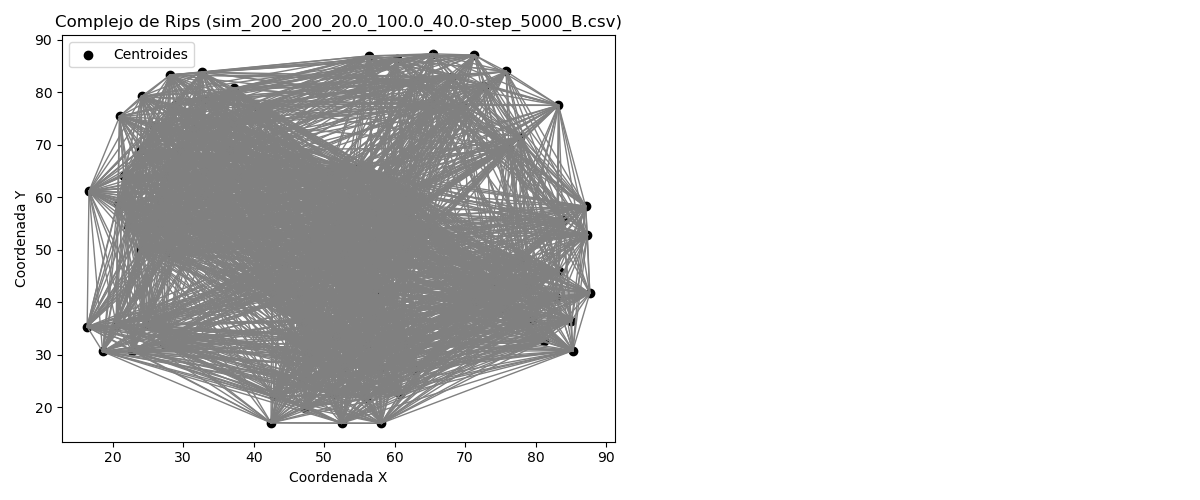 Complejo de Rips (sim_200_200_20.0_100.0_40.0-step_5000_B.csv)
Centroides
Coordenada Y
90
80
70
60
50
40
30
20
20 30 40 50 60 70 80 90
Coordenada X